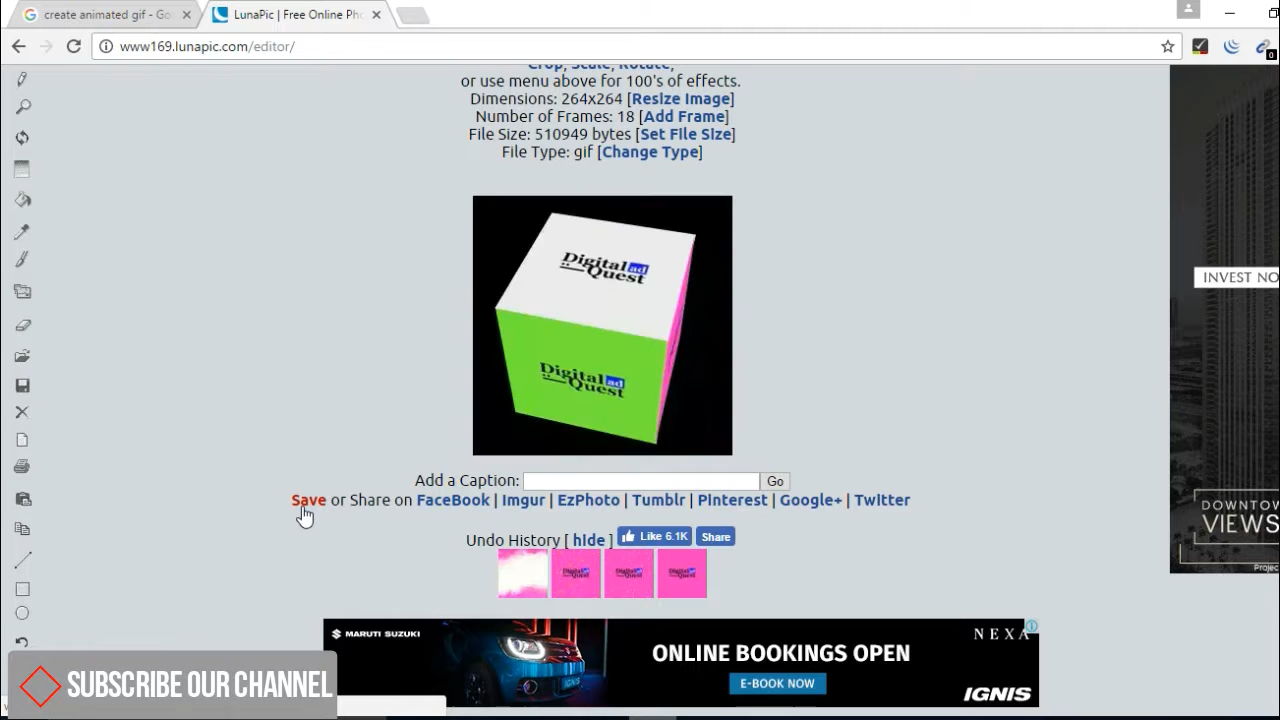 create animated gif - Go
LunaPic | Free Online Pho
www169.lunapic.com/editor/
0
Crop, Scale, Rotate,
or use menu above for 100's of effects.
Dimensions: 264x264 [Resize Image]
Number of Frames: 18 [Add Frame]
File Size: 510949 bytes [Set File Size]
File Type: gif [Change Type]
Digital ad
Quest
Digital ad
Quest
Add a Caption: Go
Save or Share on FaceBook | Imgur | EzPhoto | Tumblr | Pinterest | Google+ | Twitter
Undo History [ hide ] Like 6.1K Share
INVEST NO
DOWNTOW
VIEWS
Projec
MARUTI SUZUKI
NEXA
ONLINE BOOKINGS OPEN
E-BOOK NOW
IGNIS
SUBSCRIBE OUR CHANNEL